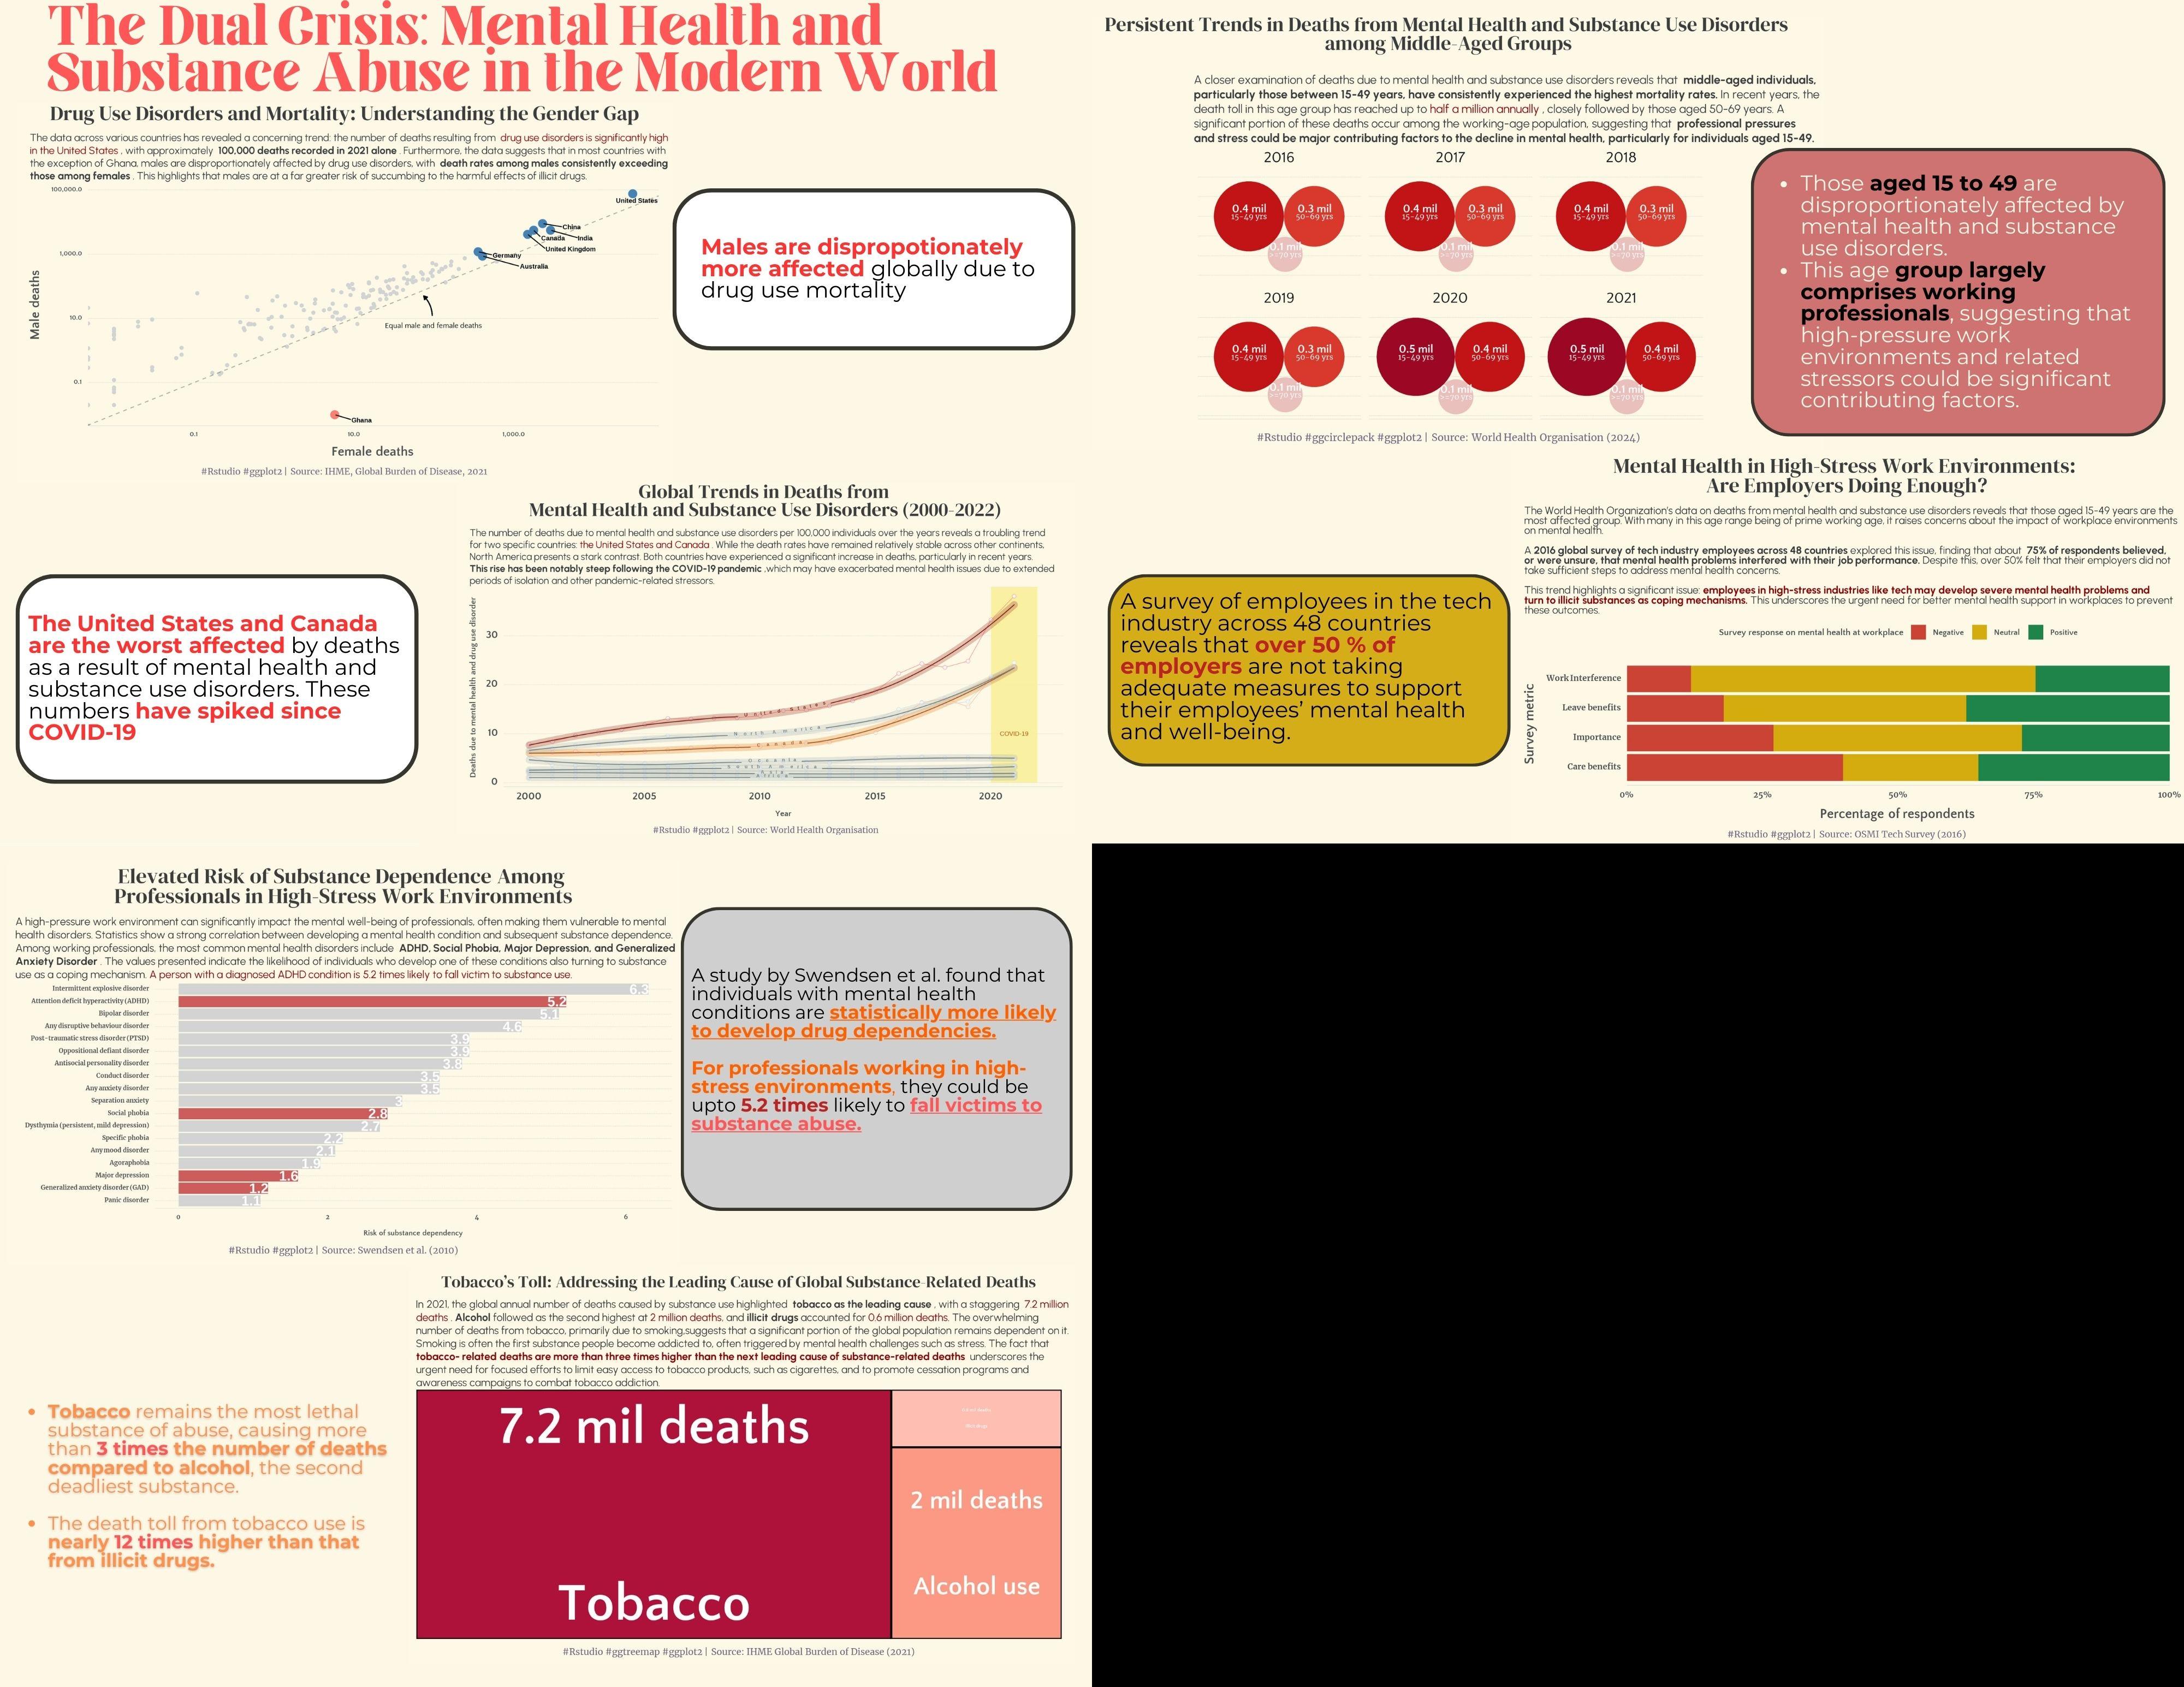 The Dual Crisis: Mental Health and
Substance Abuse in the Modern World
Drug Use Disorders and Mortality: Understanding the Gender Gap
The data across various countries has revealed a concerning trend: the number of deaths resulting from drug use disorders is significantly high
in the United States , with approximately 100,000 deaths recorded in 2021 alone . Furthermore, the data suggests that in most countries with
the exception of Ghana, males are disproportionately affected by drug use disorders, with death rates among males consistently exceeding
those among females . This highlights that males are at a far greater risk of succumbing to the harmful effects of illicit drugs.
Male deaths
100,000.0
1,000.0
10.0
0.1
United States
China
Canada
India
United Kingdom
Germany
Australia
Equal male and female deaths
Ghana
0.1
10.0
1,000.0
Female deaths
#Rstudio #ggplot2 | Source: IHME, Global Burden of Disease, 2021
Males are dispropotionately
more affected globally due to
drug use mortality
Global Trends in Deaths from
Mental Health and Substance Use Disorders (2000-2022)
The number of deaths due to mental health and substance use disorders per 100,000 individuals over the years reveals a troubling trend
for two specific countries: the United States and Canada . While the death rates have remained relatively stable across other continents,
North America presents a stark contrast. Both countries have experienced a significant increase in deaths, particularly in recent years.
This rise has been notably steep following the COVID-19 pandemic ,which may have exacerbated mental health issues due to extended
periods of isolation and other pandemic-related stressors.
Deaths due to mental health and drug use disorder
30
20
10
0
United States
North America
Canada
Oceania
South America
Asia
Africa
COVID-19
2000
2005
2010
2015
2020
Year
#Rstudio #ggplot2 | Source: World Health Organisation
The United States and Canada
are the worst affected by deaths
as a result of mental health and
substance use disorders. These
numbers have spiked since
COVID-19
Persistent Trends in Deaths from Mental Health and Substance Use Disorders
among Middle-Aged Groups
A closer examination of deaths due to mental health and substance use disorders reveals that middle-aged individuals,
particularly those between 15-49 years, have consistently experienced the highest mortality rates. In recent years, the
death toll in this age group has reached up to half a million annually , closely followed by those aged 50-69 years. A
significant portion of these deaths occur among the working-age population, suggesting that professional pressures
and stress could be major contributing factors to the decline in mental health, particularly for individuals aged 15-49.
2016
0.4 mil
15-49 yrs
0.3 mil
50-69 yrs
0.1 mil
>=70 yrs
2017
0.4 mil
15-49 yrs
0.3 mil
50-69 yrs
0.1 mil
>=70 yrs
2018
0.4 mil
15-49 yrs
0.3 mil
50-69 yrs
0.1 mil
>=70 yrs
2019
0.4 mil
15-49 yrs
0.3 mil
50-69 yrs
0.1 mil
>=70 yrs
2020
0.5 mil
15-49 yrs
0.4 mil
50-69 yrs
0.1 mil
>=70 yrs
2021
0.5 mil
15-49 yrs
0.4 mil
50-69 yrs
0.1 mil
>=70 yrs
#Rstudio #ggcirclepack #ggplot2 | Source: World Health Organisation (2024)
• Those aged 15 to 49 are
disproportionately affected by
mental health and substance
use disorders.
• This age group largely
comprises working
professionals, suggesting that
high-pressure work
environments and related
stressors could be significant
contributing factors.
Mental Health in High-Stress Work Environments:
Are Employers Doing Enough?
The World Health Organization's data on deaths from mental health and substance use disorders reveals that those aged 15-49 years are the
most affected group. With many in this age range being of prime working age, it raises concerns about the impact of workplace environments
on mental health.
A 2016 global survey of tech industry employees across 48 countries explored this issue, finding that about 75% of respondents believed,
or were unsure, that mental health problems interfered with their job performance. Despite this, over 50% felt that their employers did not
take sufficient steps to address mental health concerns.
This trend highlights a significant issue: employees in high-stress industries like tech may develop severe mental health problems and
turn to illicit substances as coping mechanisms. This underscores the urgent need for better mental health support in workplaces to prevent
these outcomes.
Survey response on mental health at workplace Negative Neutral Positive
Survey metric
Work Interference
Leave benefits
Importance
Care benefits
0%
25%
50%
75%
100%
Percentage of respondents
#Rstudio #ggplot2 | Source: OSMI Tech Survey (2016)
A survey of employees in the tech
industry across 48 countries
reveals that over 50 % of
employers are not taking
adequate measures to support
their employees' mental health
and well-being.
Elevated Risk of Substance Dependence Among
Professionals in High-Stress Work Environments
A high-pressure work environment can significantly impact the mental well-being of professionals, often making them vulnerable to mental
health disorders. Statistics show a strong correlation between developing a mental health condition and subsequent substance dependence.
Among working professionals, the most common mental health disorders include ADHD, Social Phobia, Major Depression, and Generalized
Anxiety Disorder . The values presented indicate the likelihood of individuals who develop one of these conditions also turning to substance
use as a coping mechanism. A person with a diagnosed ADHD condition is 5.2 times likely to fall victim to substance use.
Intermittent explosive disorder 6.3
Attention deficit hyperactivity (ADHD) 5.2
Bipolar disorder 5.1
Any disruptive behaviour disorder 4.6
Post-traumatic stress disorder (PTSD) 3.9
Oppositional defiant disorder 3.9
Antisocial personality disorder 3.8
Conduct disorder 3.5
Any anxiety disorder 3.5
Separation anxiety 3
Social phobia 2.8
Dysthymia (persistent, mild depression) 2.7
Specific phobia 2.2
Any mood disorder 2.1
Agoraphobia 1.9
Major depression 1.6
Generalized anxiety disorder (GAD) 1.2
Panic disorder 1.1
0
2
4
6
Risk of substance dependency
#Rstudio #ggplot2 | Source: Swendsen et al. (2010)
A study by Swendsen et al. found that
individuals with mental health
conditions are statistically more likely
to develop drug dependencies.
For professionals working in high-
stress environments, they could be
upto 5.2 times likely to fall victims to
substance abuse.
Tobacco's Toll: Addressing the Leading Cause of Global Substance-Related Deaths
In 2021, the global annual number of deaths caused by substance use highlighted tobacco as the leading cause , with a staggering 7.2 million
deaths . Alcohol followed as the second highest at 2 million deaths, and illicit drugs accounted for 0.6 million deaths. The overwhelming
number of deaths from tobacco, primarily due to smoking,suggests that a significant portion of the global population remains dependent on it.
Smoking is often the first substance people become addicted to, often triggered by mental health challenges such as stress. The fact that
tobacco- related deaths are more than three times higher than the next leading cause of substance-related deaths underscores the
urgent need for focused efforts to limit easy access to tobacco products, such as cigarettes, and to promote cessation programs and
awareness campaigns to combat tobacco addiction.
7.2 mil deaths
Tobacco
2 mil deaths
Alcohol use
#Rstudio #ggtreemap #ggplot2 | Source: IHME Global Burden of Disease (2021)
• Tobacco remains the most lethal
substance of abuse, causing more
than 3 times the number of deaths
compared to alcohol, the second
deadliest substance.
• The death toll from tobacco use is
nearly 12 times higher than that
from illicit drugs.